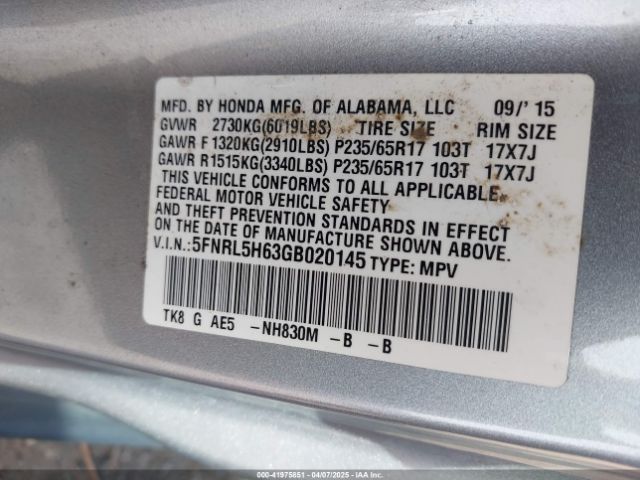 MFD. BY HONDA MFG. OF ALABAMA, LLC 09/' 15
GVWR 2730KG(6019LBS) TIRE SIZE RIM SIZE
GAWR F 1320KG(2910LBS) P235/65R17 103T 17X7J
GAWR R1515KG(3340LBS) P235/65R17 103T 17X7J
THIS VEHICLE CONFORMS TO ALL APPLICABLE
FEDERAL MOTOR VEHICLE SAFETY
AND THEFT PREVENTION STANDARDS IN EFFECT
ON THE DATE OF MANUFACTURE SHOWN ABOVE.
V.I.N.:5FNRL5H63GB020145 TYPE: MPV
TK8 G AE5 -NH830M -B -B
000-41975851 - 04/07/2025 - IAA Inc.